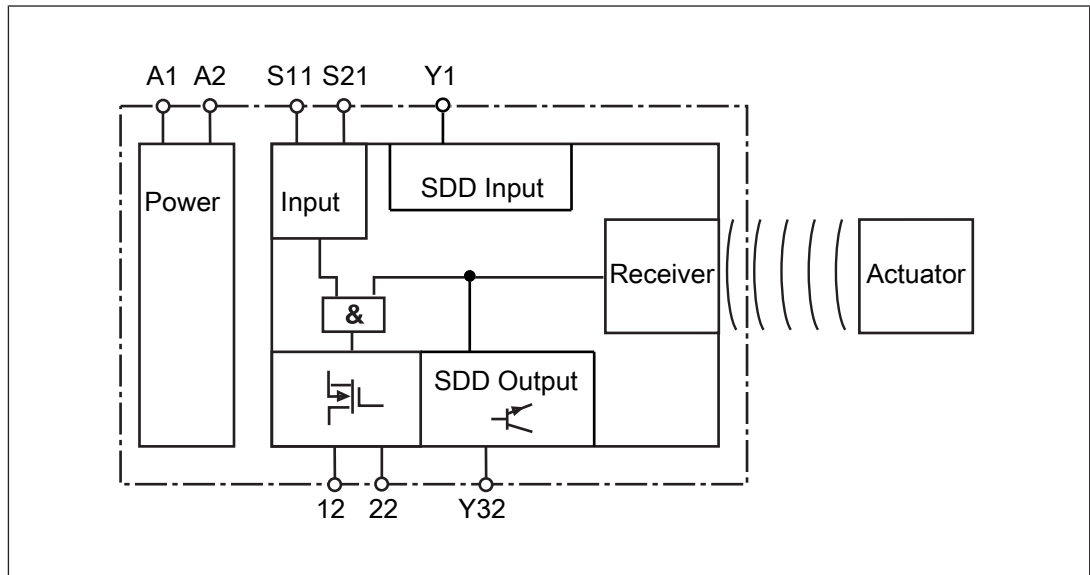 A1 A2 S11 S21 Y1
Power
Input
SDD Input
Receiver
Actuator
&
SDD Output
12 22 Y32